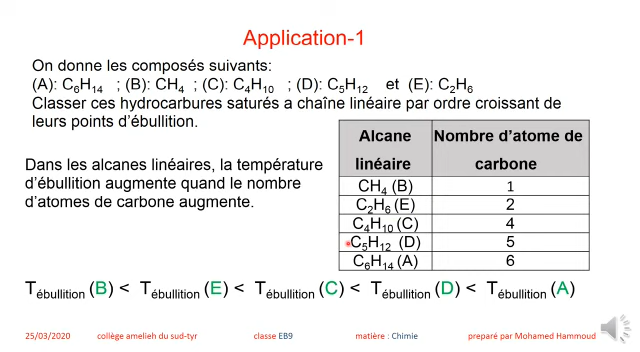 Application-1
On donne les composés suivants:
(A): C₆H₁₄ ; (B): CH₄ ; (C): C₄H₁₀ ; (D): C₅H₁₂ et (E): C₂H₆
Classer ces hydrocarbures saturés a chaîne linéaire par ordre croissant de
leurs points d’ébullition.
Dans les alcanes linéaires, la température
d’ébullition augmente quand le nombre
d’atomes de carbone augmente.
Alcane linéaire Nombre d’atome de carbone
CH₄ (B) 1
C₂H₆ (E) 2
C₄H₁₀ (C) 4
C₅H₁₂ (D) 5
C₆H₁₄ (A) 6
Tébullition (B) < Tébullition (E) < Tébullition (C) < Tébullition (D) < Tébullition (A)
25/03/2020 collège amelieh du sud-tyr classe EB9 matière : Chimie preparé par Mohamed Hammoud